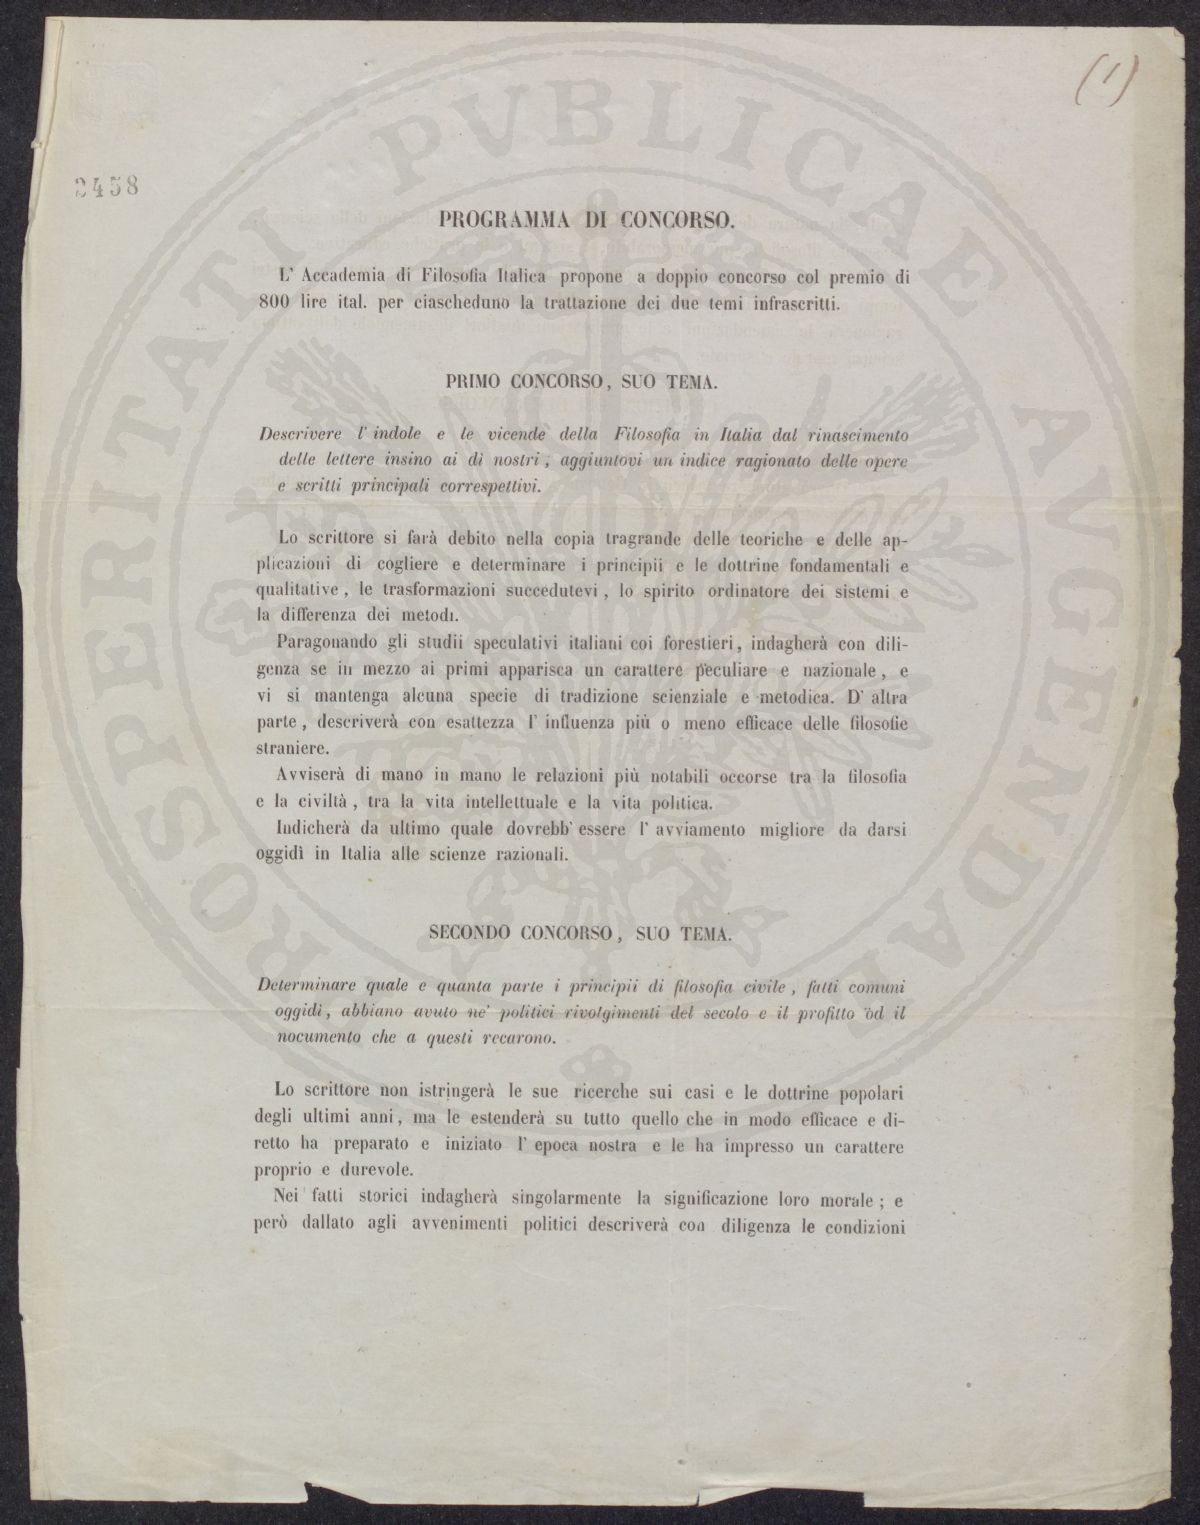 (1)
2458
PROGRAMMA DI CONCORSO.
L' Accademia di Filosofia Italica propone a doppio concorso col premio di
800 lire ital. per ciascheduno la trattazione dei due temi infrascritti.
PRIMO CONCORSO, SUO TEMA.
Descrivere l' indole e le vicende della Filosofia in Italia dal rinascimento
delle lettere insino ai dì nostri, aggiuntovi un indice ragionato delle opere
e scritti principali correspettivi.
Lo scrittore si farà debito nella copia tragrande delle teoriche e delle ap-
plicazioni di cogliere e determinare i principii e le dottrine fondamentali e
qualitative, le trasformazioni succedutevi, lo spirito ordinatore dei sistemi e
la differenza dei metodi.
Paragonando gli studii speculativi italiani coi forestieri, indagherà con dili-
genza se in mezzo ai primi apparisca un carattere peculiare e nazionale, e
vi si mantenga alcuna specie di tradizione scienziale e metodica. D' altra
parte, descriverà con esattezza l' influenza più o meno efficace delle filosofie
straniere.
Avviserà di mano in mano le relazioni più notabili occorse tra la filosofia
e la civiltà, tra la vita intellettuale e la vita politica.
Indicherà da ultimo quale dovrebb' essere l' avviamento migliore da darsi
oggidì in Italia alle scienze razionali.
SECONDO CONCORSO, SUO TEMA.
Determinare quale e quanta parte i principii di filosofia civile, fatti comuni
oggidì, abbiano avuto ne' politici rivolgimenti del secolo e il profitto od il
nocumento che a questi recarono.
Lo scrittore non istringerà le sue ricerche sui casi e le dottrine popolari
degli ultimi anni, ma le estenderà su tutto quello che in modo efficace e di-
retto ha preparato e iniziato l' epoca nostra e le ha impresso un carattere
proprio e durevole.
Nei fatti storici indagherà singolarmente la significazione loro morale; e
però dallato agli avvenimenti politici descriverà con diligenza le condizioni
PROSPERITATI PVBLICAE AVGENDAE